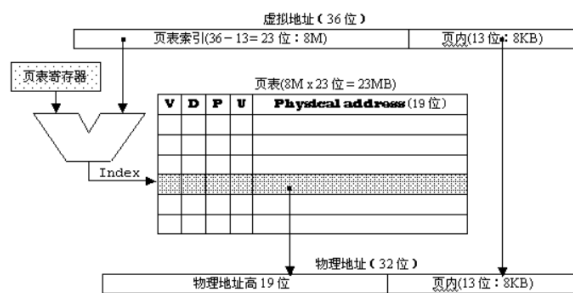 虚拟地址(36 位)
页表索引(36-13=23 位:8M)
页内(13 位:8KB)
页表寄存器
页表(8M x 23 位=23MB)
V D P U Physical address(19 位)
Index
物理地址(32 位)
物理地址高 19 位
页内(13 位:8KB)